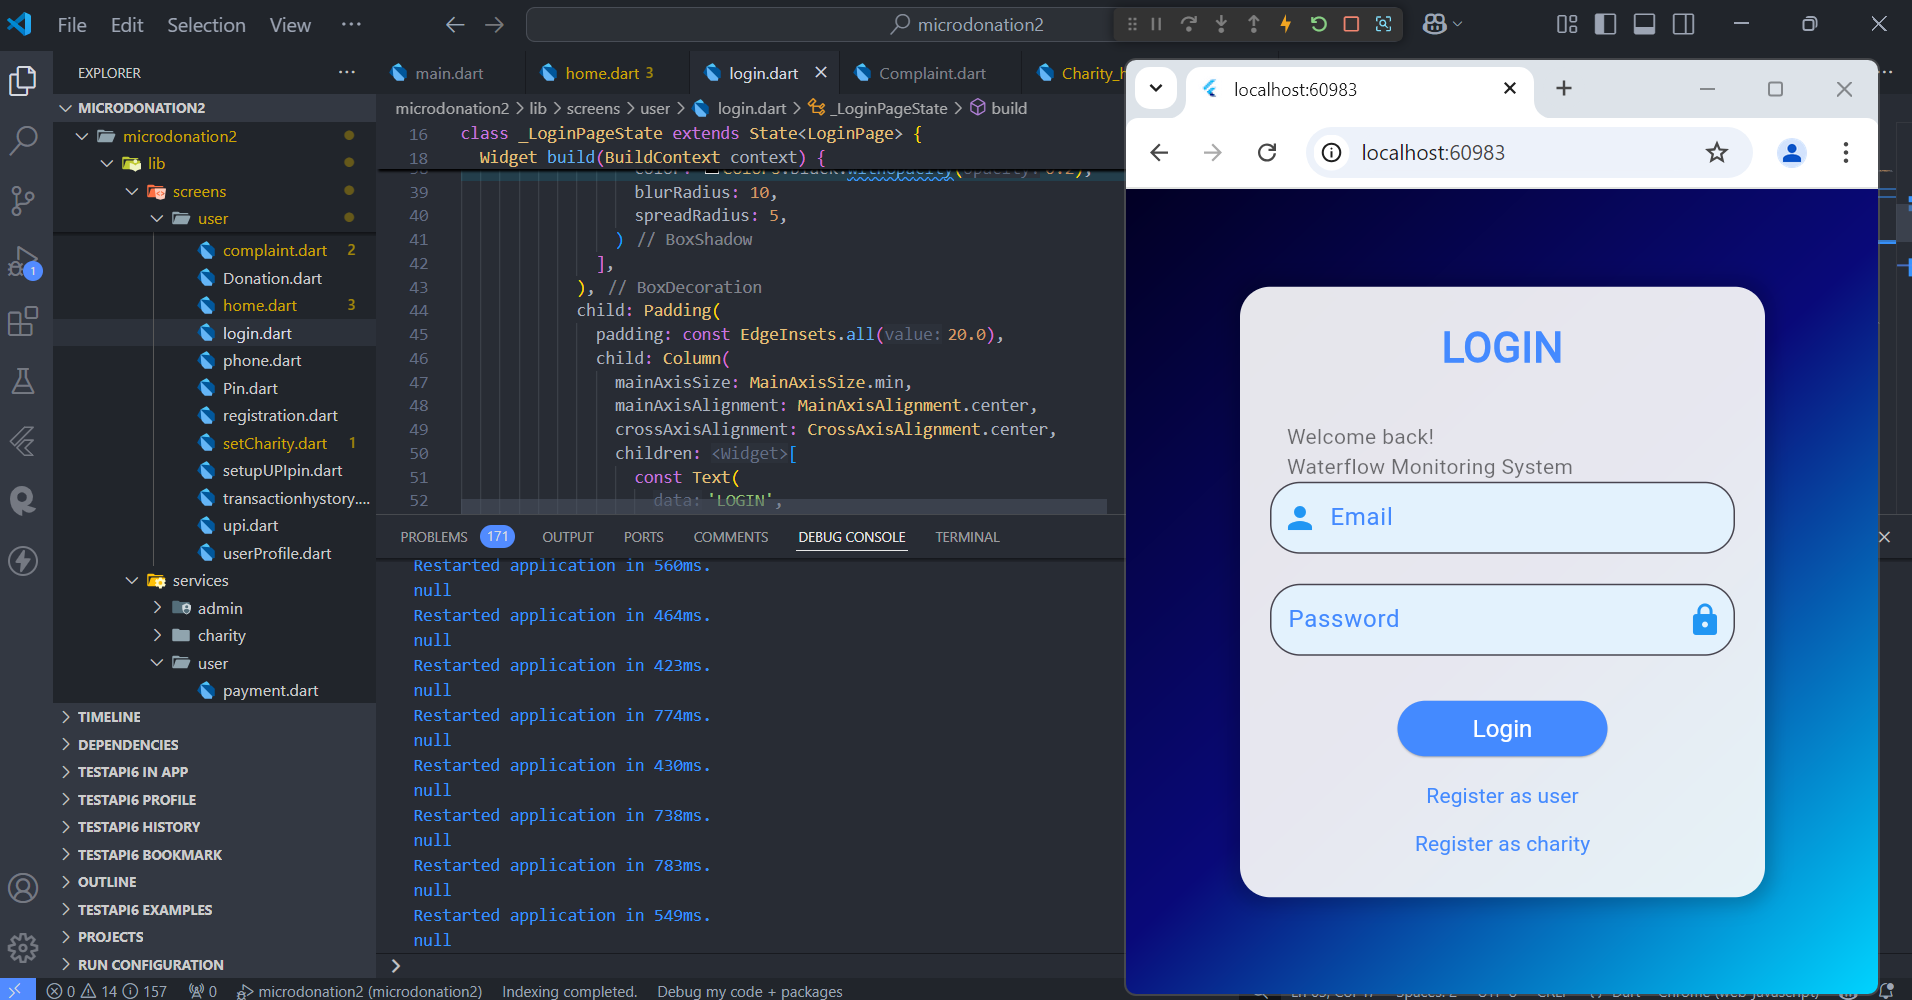 File Edit Selection View ···
microdonation2
EXPLORER ···
MICRODONATION2
microdonation2
lib
screens
user
complaint.dart 2
Donation.dart
home.dart 3
login.dart
phone.dart
Pin.dart
registration.dart
setCharity.dart 1
setupUPIpin.dart
transactionhystory....
upi.dart
userProfile.dart
services
admin
charity
user
payment.dart
TIMELINE
DEPENDENCIES
TESTAPI6 IN APP
TESTAPI6 PROFILE
TESTAPI6 HISTORY
TESTAPI6 BOOKMARK
OUTLINE
TESTAPI6 EXAMPLES
PROJECTS
RUN CONFIGURATION
1
main.dart home.dart 3 login.dart Complaint.dart
microdonation2 > lib > screens > user > login.dart > _LoginPageState > build
16 class _LoginPageState extends State<LoginPage> {
18 Widget build(BuildContext context) {
39 blurRadius: 10,
40 spreadRadius: 5,
41 ) // BoxShadow
42 ],
43 ), // BoxDecoration
44 child: Padding(
45 padding: const EdgeInsets.all(value: 20.0),
46 child: Column(
47 mainAxisSize: MainAxisSize.min,
48 mainAxisAlignment: MainAxisAlignment.center,
49 crossAxisAlignment: CrossAxisAlignment.center,
50 children: <Widget>[
51 const Text(
52 data: 'LOGIN',
PROBLEMS 171 OUTPUT PORTS COMMENTS DEBUG CONSOLE TERMINAL
Restarted application in 560ms.
null
Restarted application in 464ms.
null
Restarted application in 423ms.
null
Restarted application in 774ms.
null
Restarted application in 430ms.
null
Restarted application in 738ms.
null
Restarted application in 783ms.
null
Restarted application in 549ms.
null
>
0 14 157 0 microdonation2 (microdonation2) Indexing completed. Debug my code + packages
localhost:60983
localhost:60983
LOGIN
Welcome back!
Waterflow Monitoring System
Email
Password
Login
Register as user
Register as charity